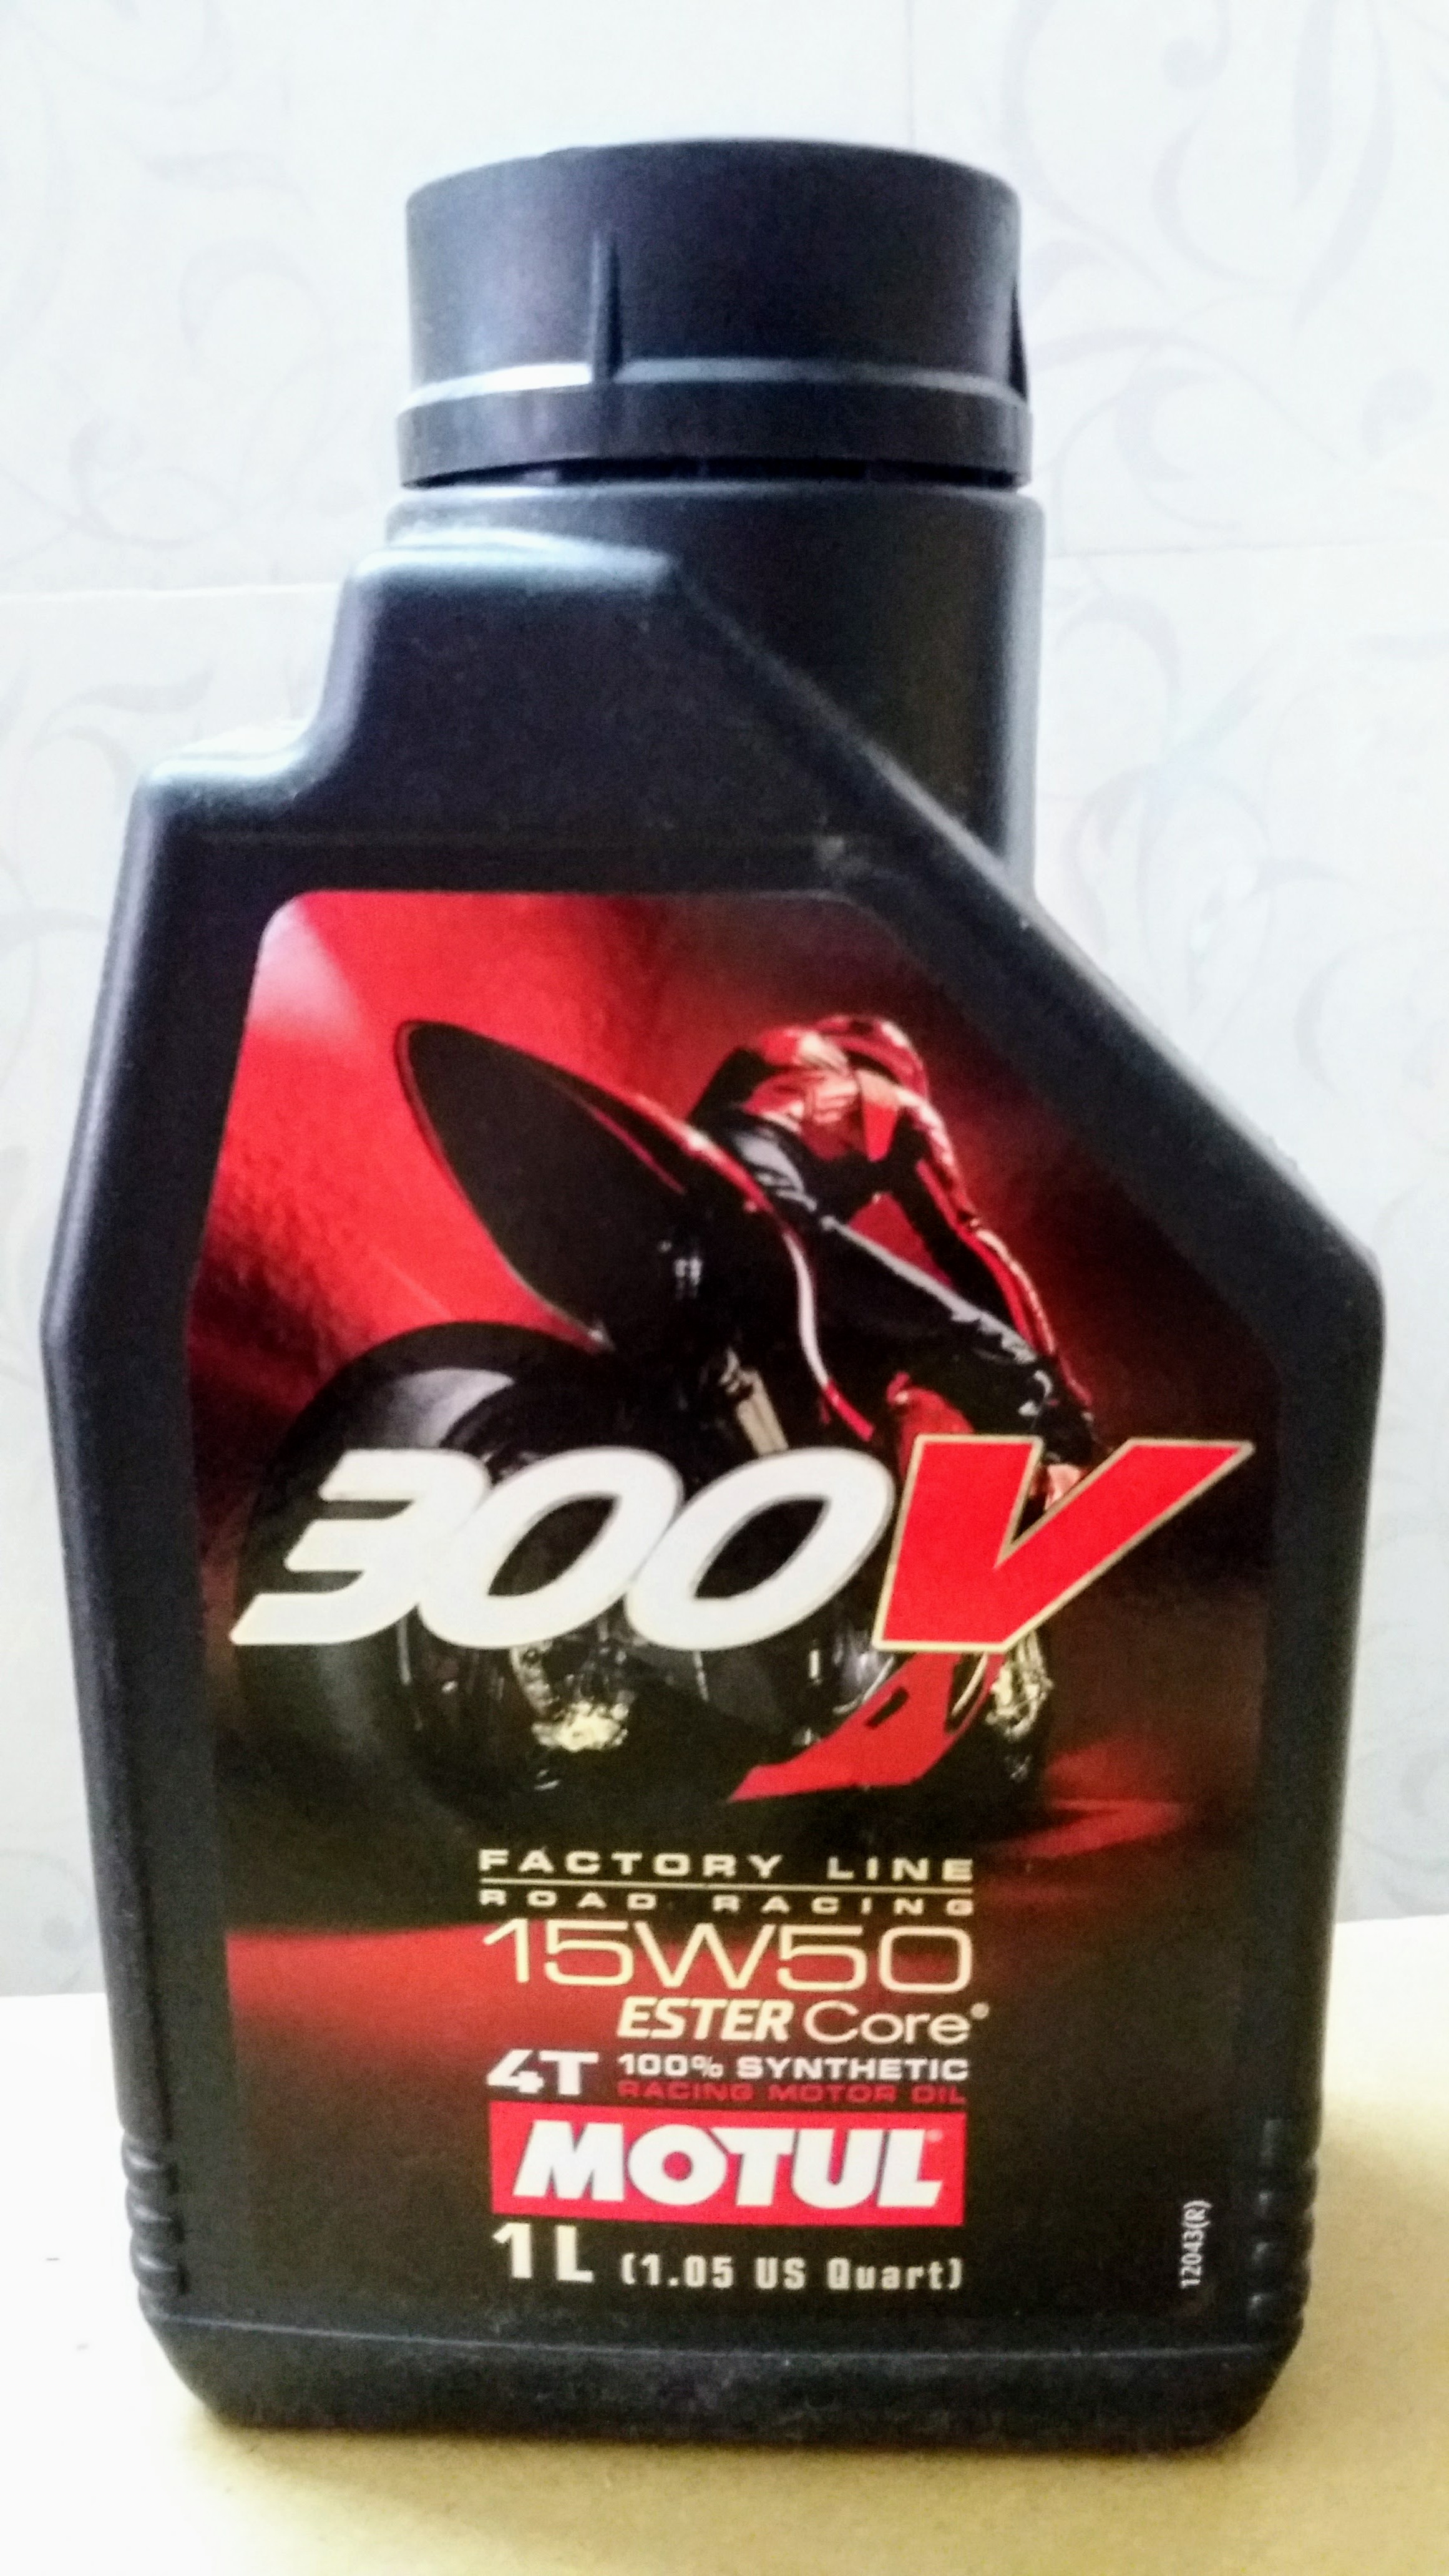 300V
FACTORY LINE
ROAD RACING
15W50
ESTER Core®
4T 100% SYNTHETIC
RACING MOTOR OIL
MOTUL®
1 L (1.05 US Quart)
12043(R)